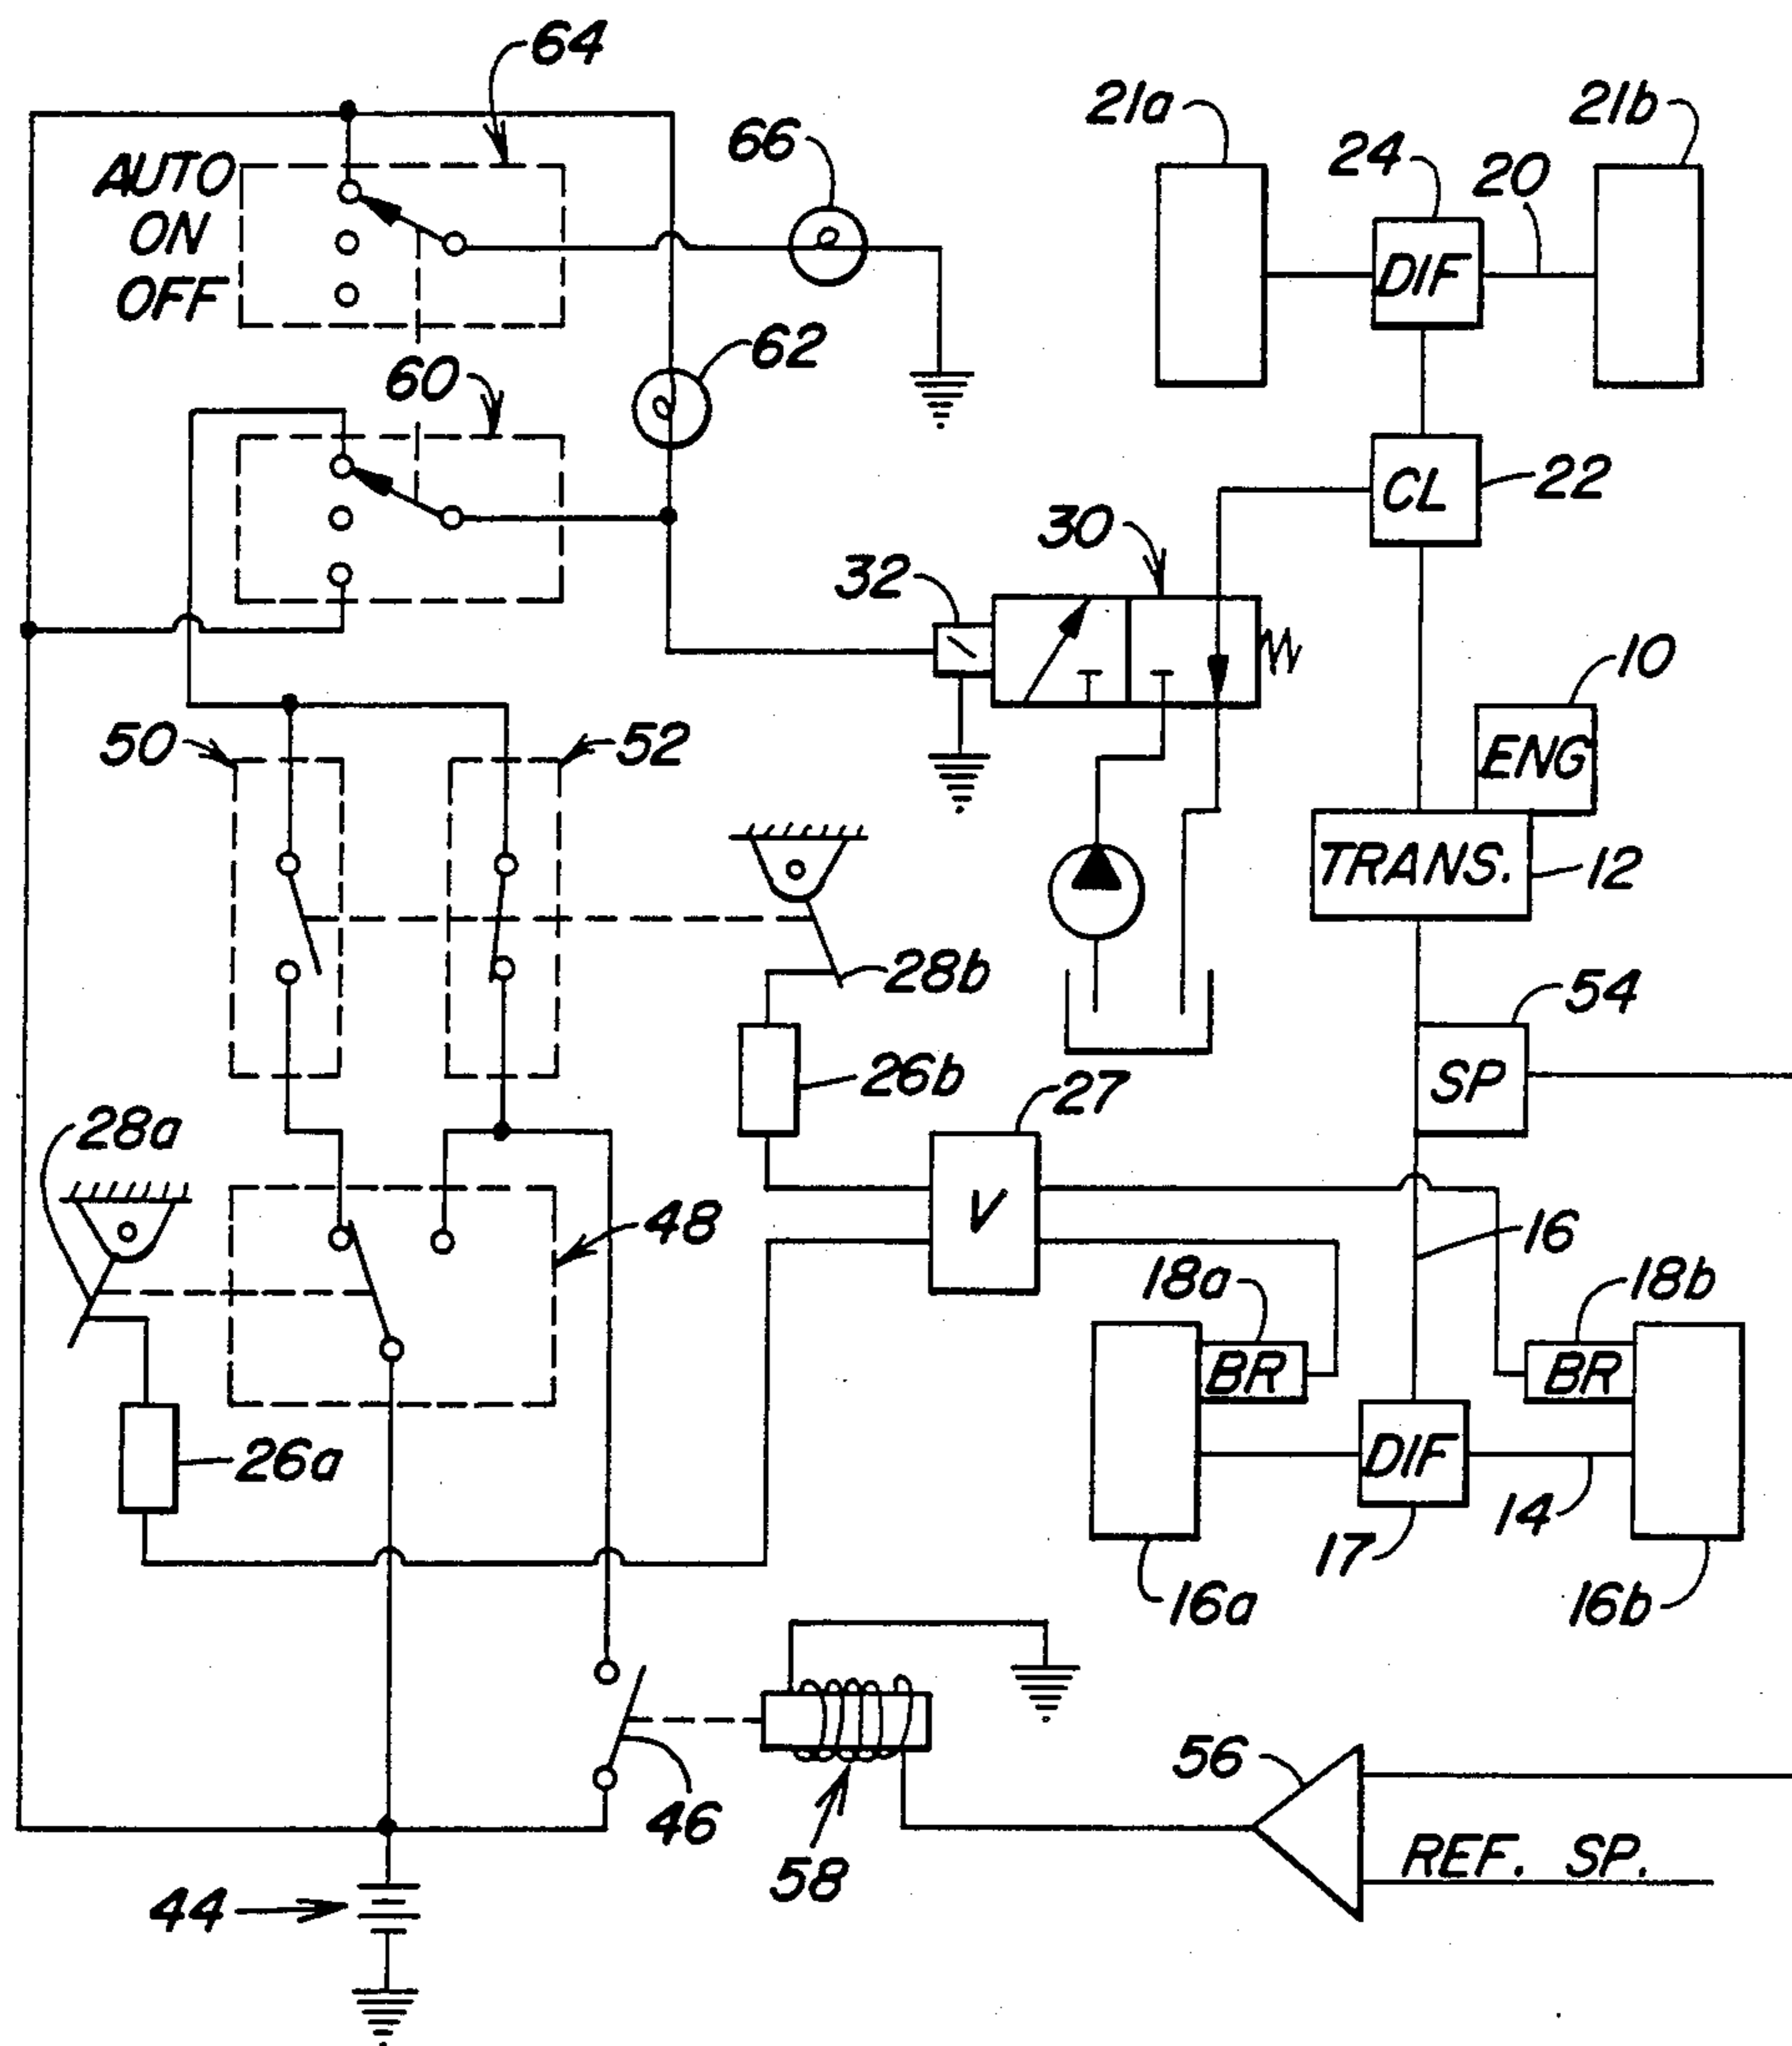 64
21a
21b
66
24
20
AUTO
ON
OFF
DIF
62
60
CL
22
30
32
10
50
52
ENG
TRANS.
12
28b
54
26b
27
SP
28a
48
V
16
18a
18b
BR
BR
26a
DIF
14
17
16a
16b
56
46
58
REF. SP.
44